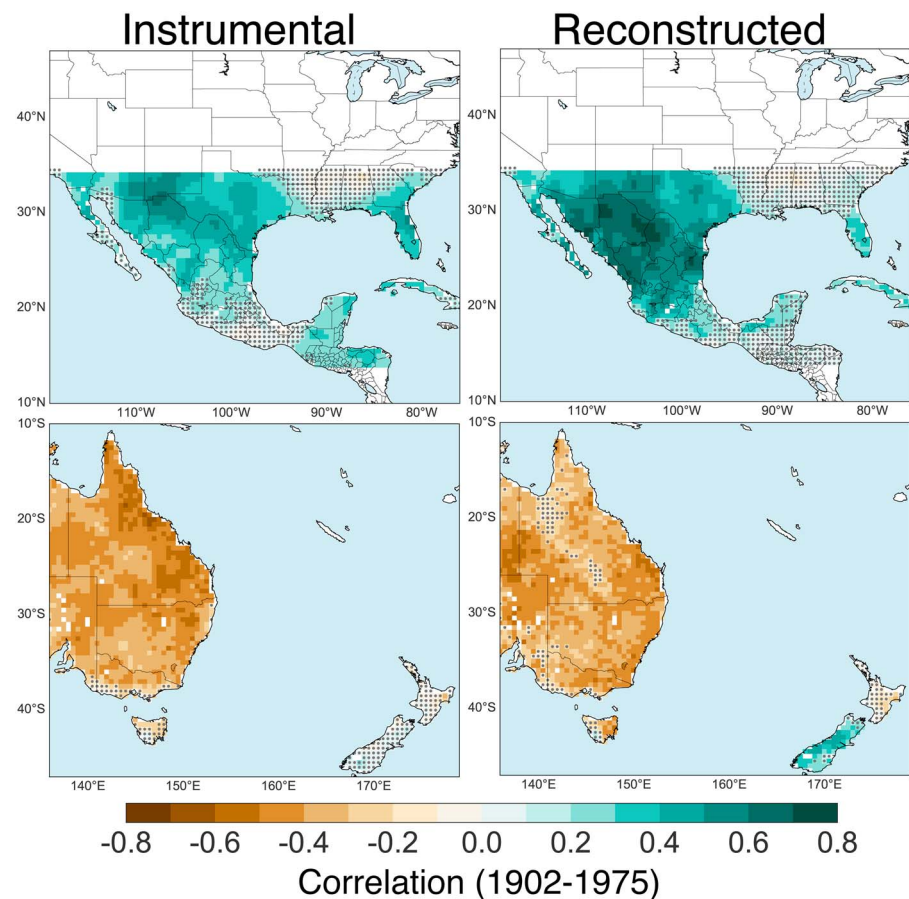 Instrumental Reconstructed
40°N 40°N
30°N 30°N
20°N 20°N
10°N 10°N
110°W 100°W 90°W 80°W 110°W 100°W 90°W 80°W
10°S 10°S
20°S 20°S
30°S 30°S
40°S 40°S
140°E 150°E 160°E 170°E 140°E 150°E 160°E 170°E
-0.8 -0.6 -0.4 -0.2 0.0 0.2 0.4 0.6 0.8
Correlation (1902-1975)